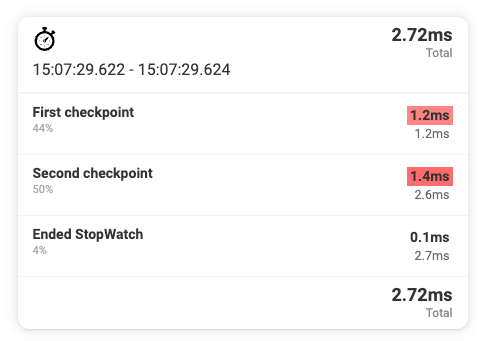 2.72ms
Total
15:07:29.622 - 15:07:29.624
First checkpoint
1.2ms
44%
1.2ms
Second checkpoint
1.4ms
50%
2.6ms
Ended StopWatch
0.1ms
4%
2.7ms
2.72ms
Total